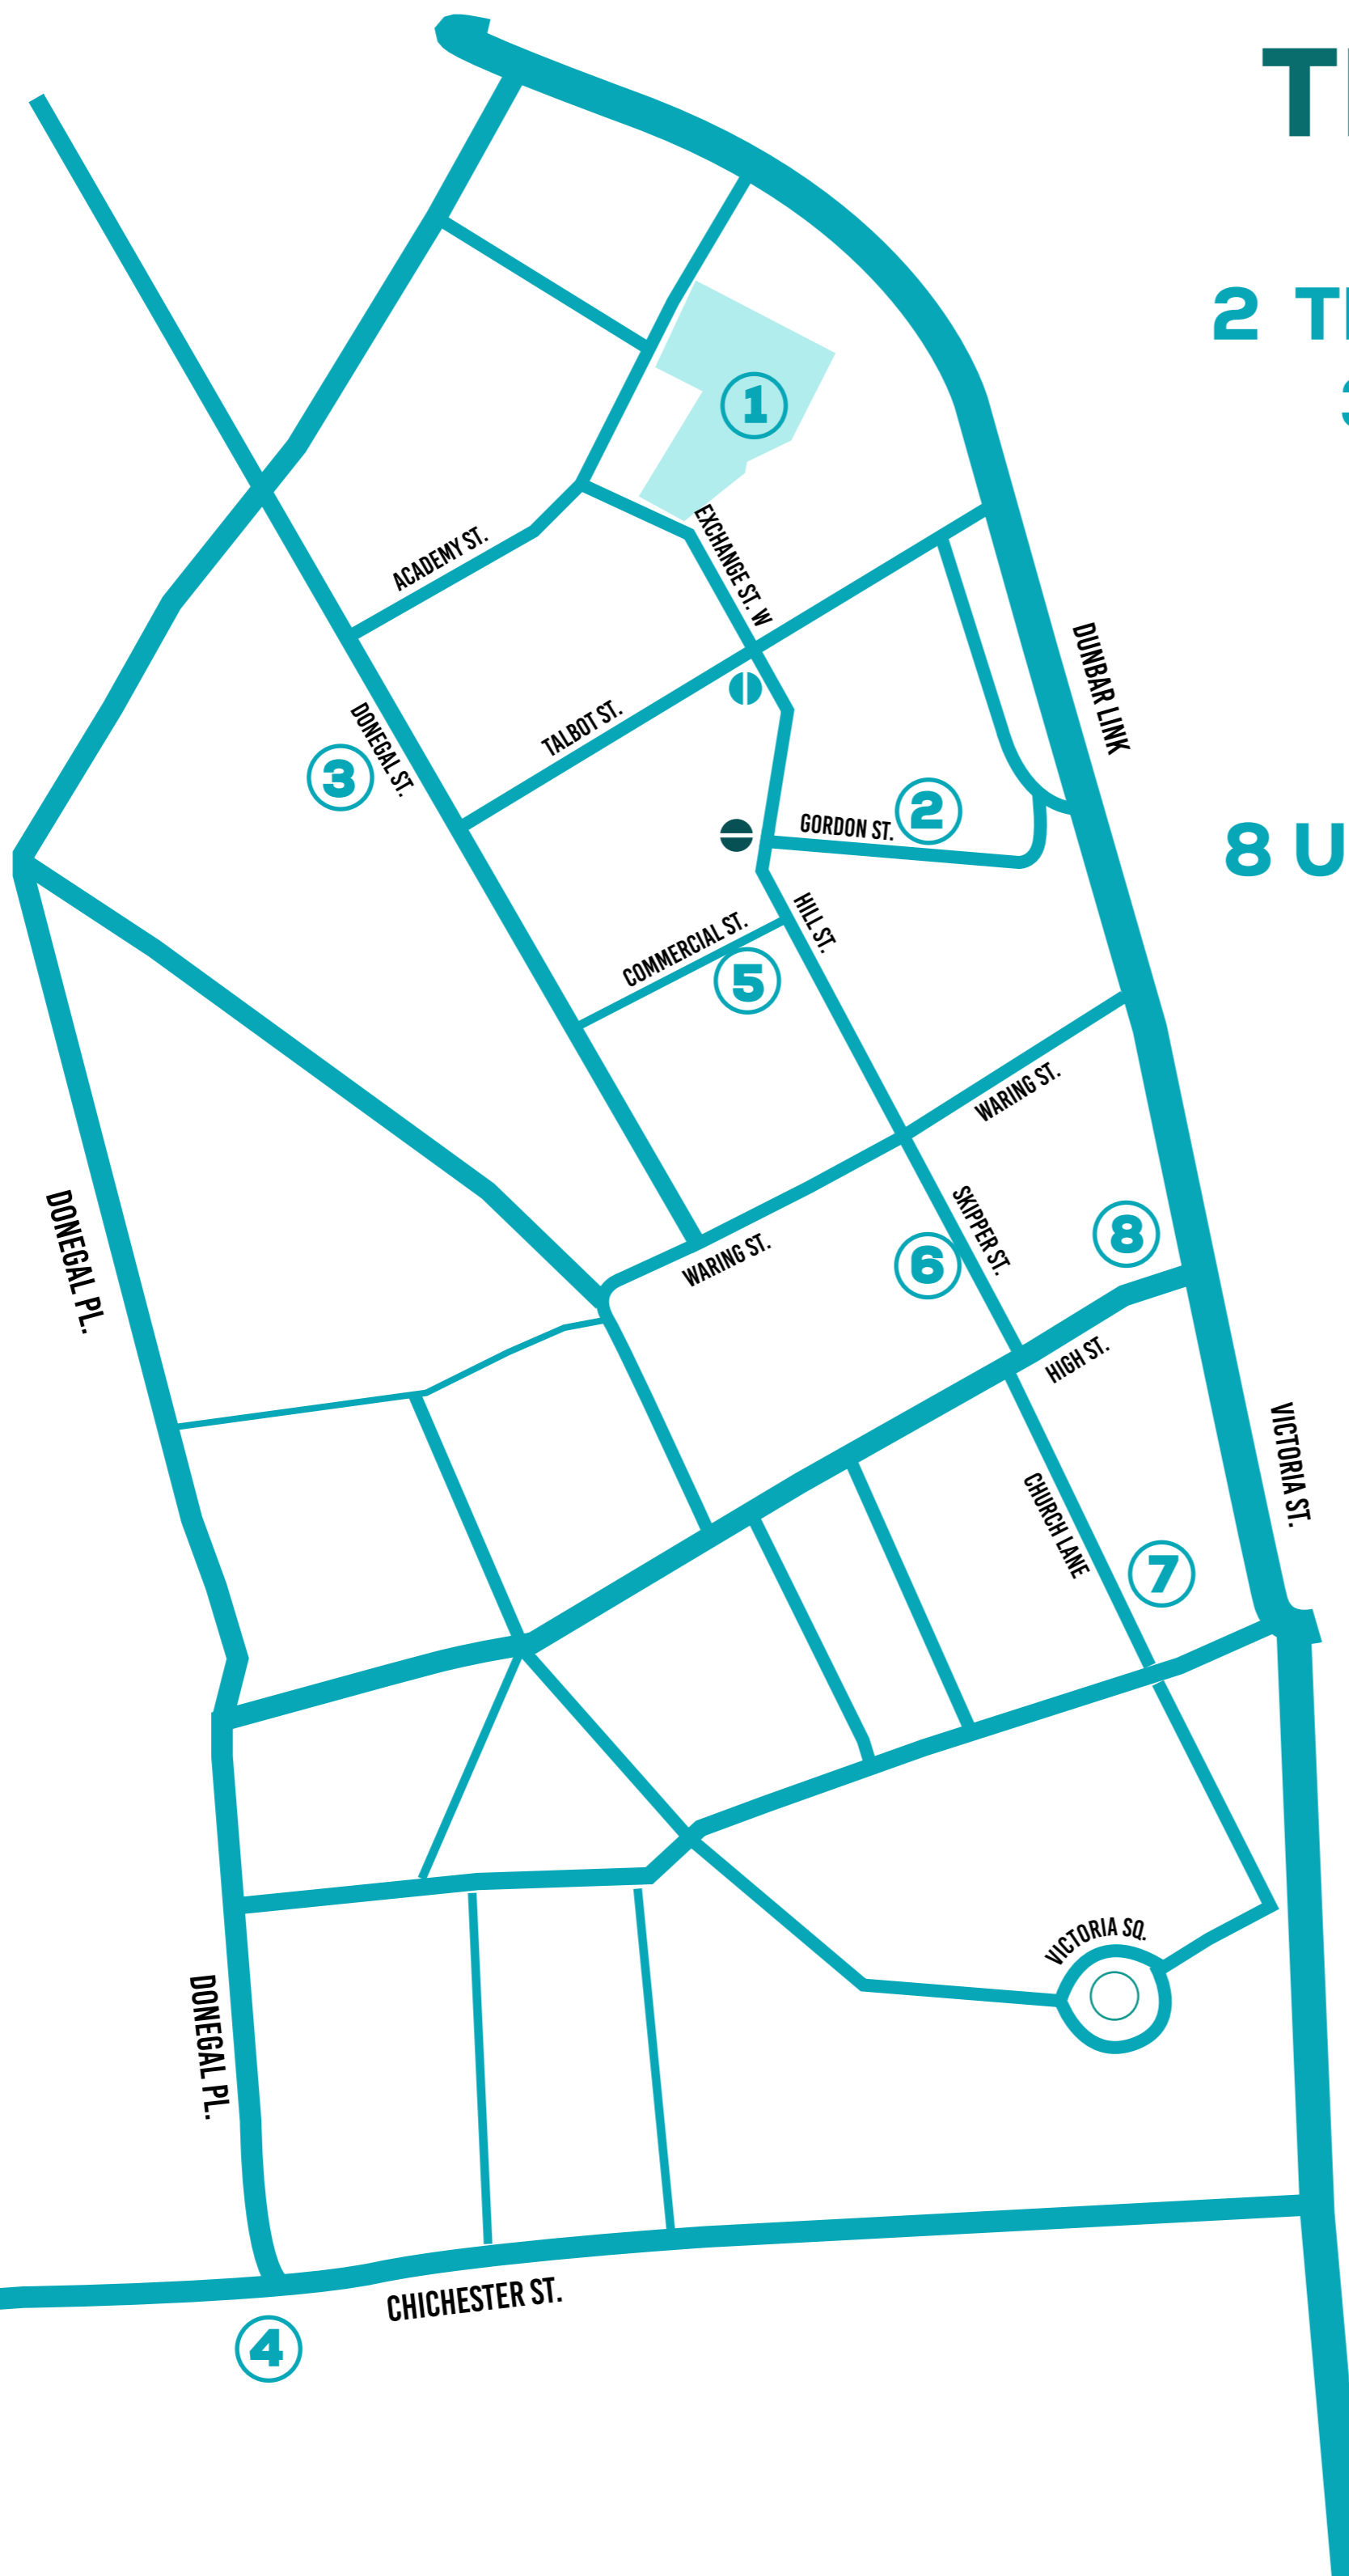 T
2 T
8 U
1
ACADEMY ST.
EXCHANGE ST. W
DUNBAR LINK
DONEGAL ST.
TALBOT ST.
3
2
GORDON ST.
HILL ST.
COMMERCIAL ST.
5
WARING ST.
DONEGAL PL.
SKIPPER ST.
8
WARING ST.
6
HIGH ST.
VICTORIA ST.
CHURCH LANE
7
VICTORIA SQ.
DONEGAL PL.
CHICHESTER ST.
4